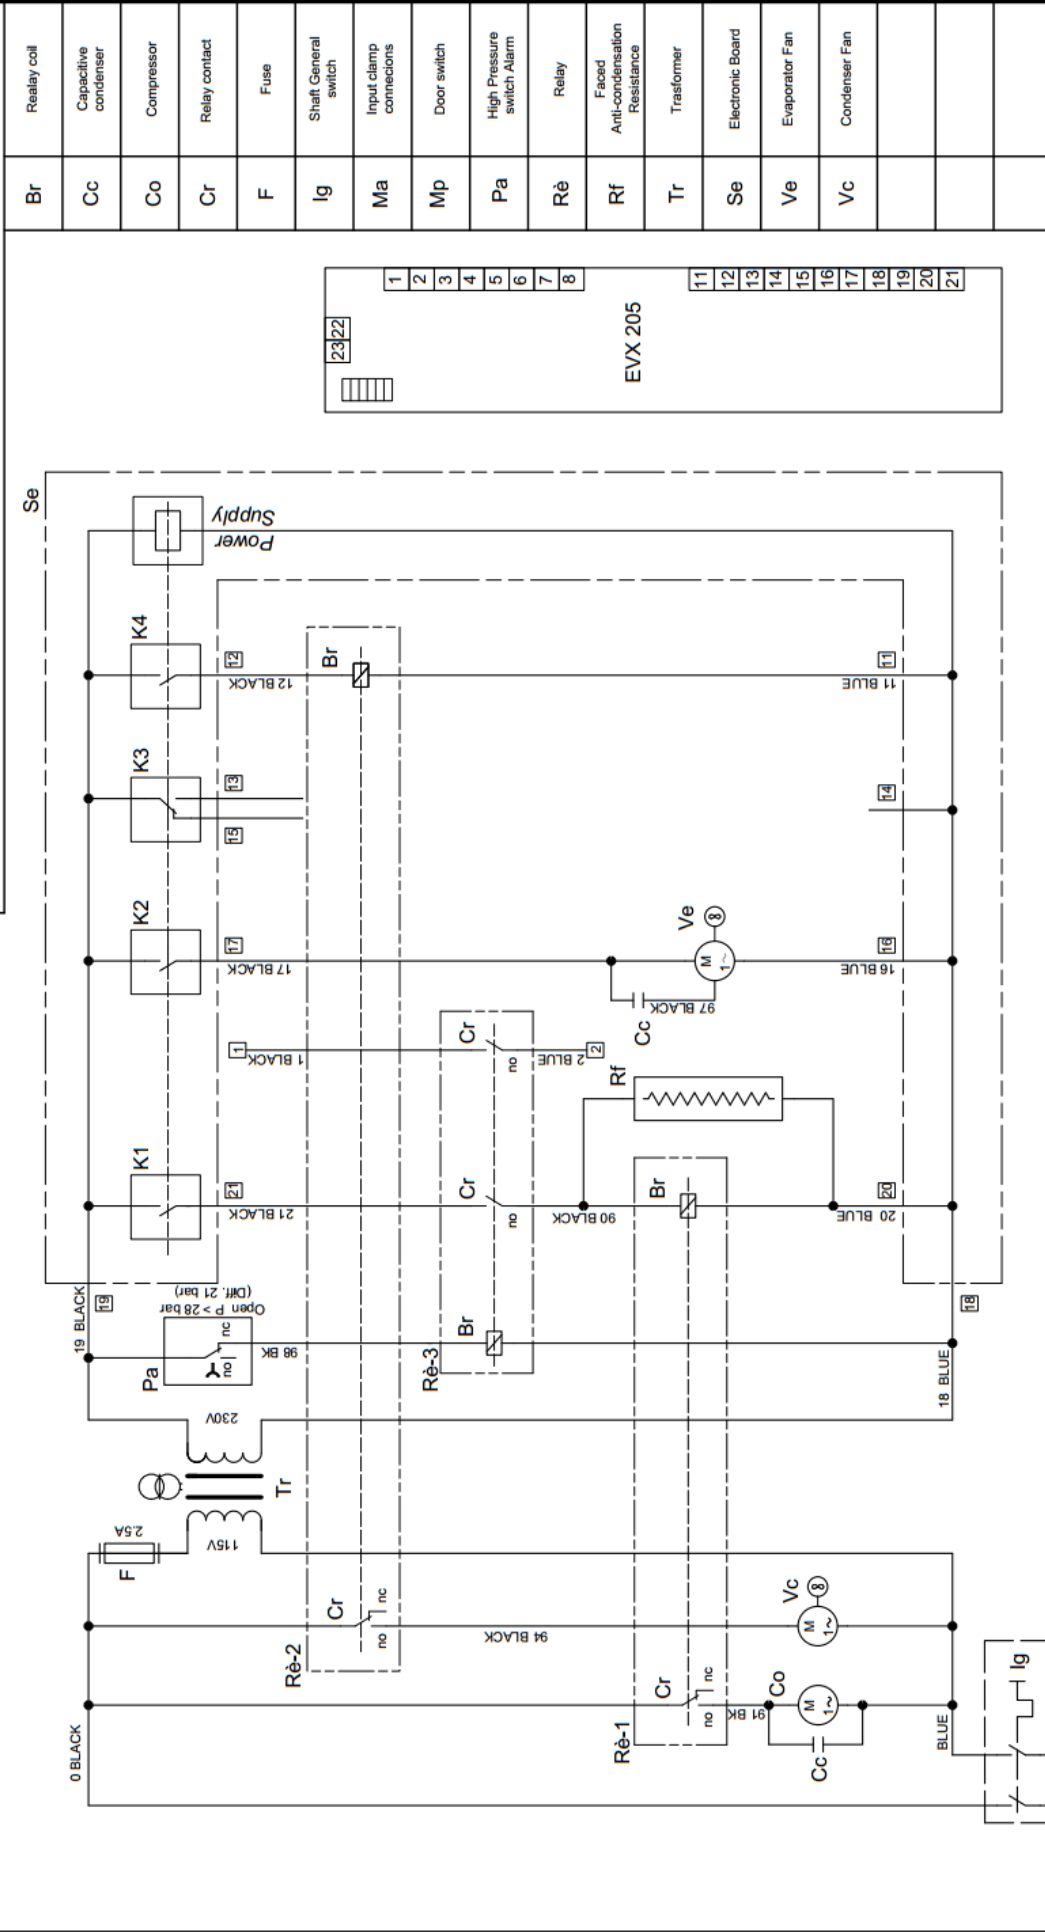 Br
Realay coil
Cc
Capacitive
condenser
Co
Compressor
Cr
Relay contact
F
Fuse
Ig
Shaft General
switch
Ma
Input clamp
connecions
Mp
Door switch
Pa
High Pressure
switch Alarm
Rè
Relay
Rf
Faced
Anti-condensation
Resistance
Tr
Trasformer
Se
Electronic Board
Ve
Evaporator Fan
Vc
Condenser Fan
EVX 205
23
22
1
2
3
4
5
6
7
8
11
12
13
14
15
16
17
18
19
20
21
Se
Power
Supply
K4
12
12 BLACK
Br
11 BLUE
11
K3
13
15
14
K2
17
17 BLACK
Cc
97 BLACK
M
1~
Ve
8
16 BLUE
16
1
1 BLACK
Cr
no
2 BLUE
2
K1
21
21 BLACK
Cr
no
90 BLACK
Rf
Br
20 BLUE
20
19 BLACK
19
Open P > 28 bar
(Diff. 21 bar)
Pa
nc
no
98 BK
Rè-3
Br
18 BLUE
18
230V
Tr
115V
F
2.5A
Rè-2
Cr
nc
no
94 BLACK
M
1~
Vc
8
Rè-1
Cr
nc
no
91 BK
Co
M
1~
Cc
0 BLACK
BLUE
Ig